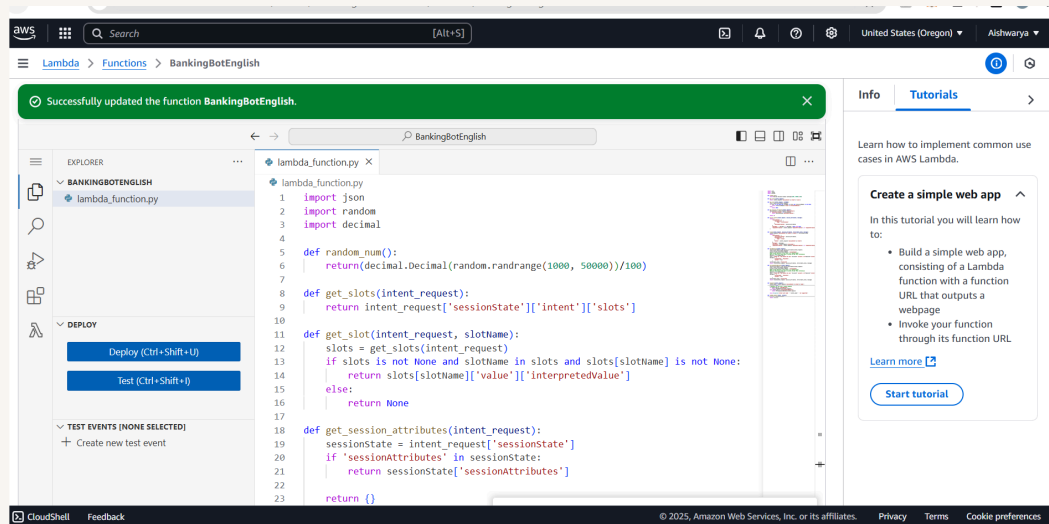 aws
Search
[Alt+S]
United States (Oregon)
Aishwarya
Lambda > Functions > BankingBotEnglish
Successfully updated the function BankingBotEnglish.
BankingBotEnglish
EXPLORER
BANKINGBOTENGLISH
lambda_function.py
DEPLOY
Deploy (Ctrl+Shift+U)
Test (Ctrl+Shift+I)
TEST EVENTS [NONE SELECTED]
+ Create new test event
lambda_function.py
lambda_function.py
1 import json
2 import random
3 import decimal
4
5 def random_num():
6     return(decimal.Decimal(random.randrange(1000, 50000))/100)
7
8 def get_slots(intent_request):
9     return intent_request['sessionState']['intent']['slots']
10
11 def get_slot(intent_request, slotName):
12     slots = get_slots(intent_request)
13     if slots is not None and slotName in slots and slots[slotName] is not None:
14         return slots[slotName]['value']['interpretedValue']
15     else:
16         return None
17
18 def get_session_attributes(intent_request):
19     sessionState = intent_request['sessionState']
20     if 'sessionAttributes' in sessionState:
21         return sessionState['sessionAttributes']
22
23     return {}
Info
Tutorials
Learn how to implement common use
cases in AWS Lambda.
Create a simple web app
In this tutorial you will learn how
to:
• Build a simple web app,
consisting of a Lambda
function with a function
URL that outputs a
webpage
• Invoke your function
through its function URL
Learn more
Start tutorial
CloudShell
Feedback
© 2025, Amazon Web Services, Inc. or its affiliates.
Privacy
Terms
Cookie preferences